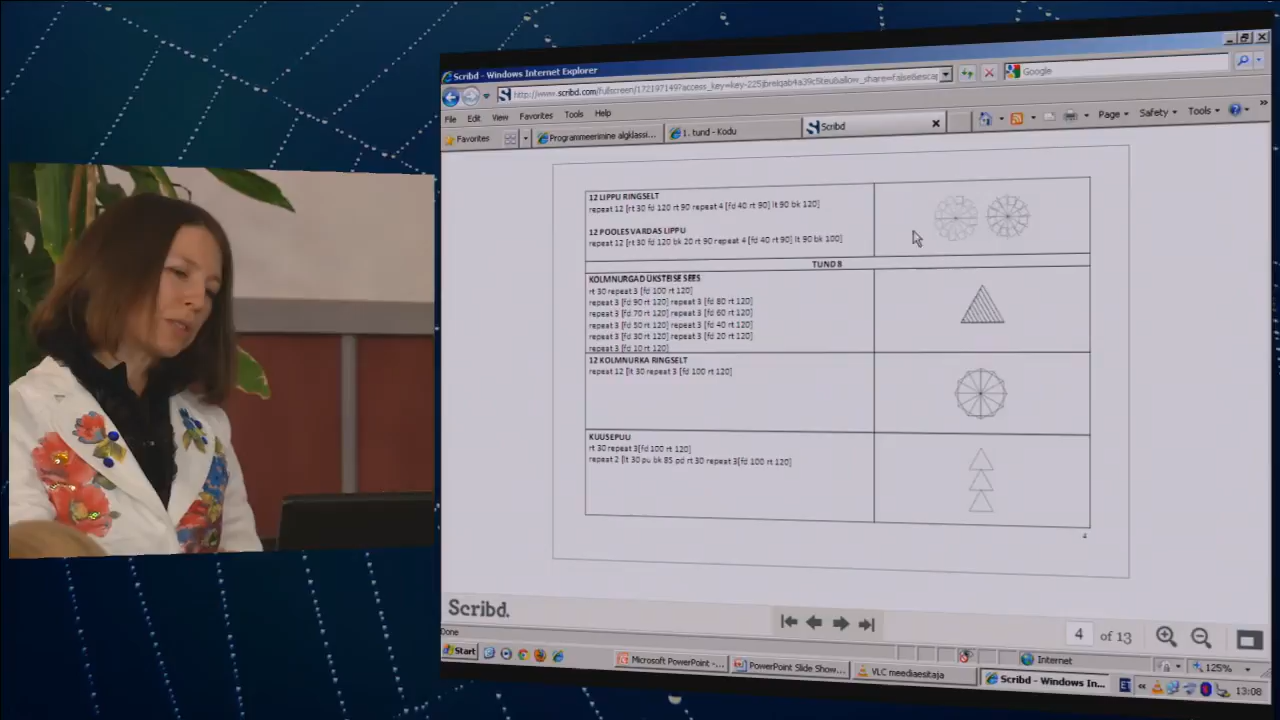 Scribd - Windows Internet Explorer
Google
File Edit View Favorites Tools Help
Favorites
Programmeerimine algklassi...
1. tund - Kodu
Scribd
Page
Safety
Tools
12 LIPPU RINGSELT
repeat 12 [rt 30 fd 120 rt 90 repeat 4 [fd 40 rt 90] lt 90 bk 120]
12 POOLES VARDAS LIPPU
repeat 12 [rt 30 fd 120 bk 20 rt 90 repeat 4 [fd 40 rt 90] lt 90 bk 100]
TUND 8
KOLMNURGAD ÜKSTEISE SEES
rt 30 repeat 3 [fd 100 rt 120]
repeat 3 [fd 90 rt 120] repeat 3 [fd 80 rt 120]
repeat 3 [fd 70 rt 120] repeat 3 [fd 60 rt 120]
repeat 3 [fd 50 rt 120] repeat 3 [fd 40 rt 120]
repeat 3 [fd 30 rt 120] repeat 3 [fd 20 rt 120]
repeat 3 [fd 10 rt 120]
12 KOLMNURKA RINGSELT
repeat 12 [lt 30 repeat 3 [fd 100 rt 120]
KUUSEPUU
rt 30 repeat 3[fd 100 rt 120]
repeat 2 [lt 30 pu bk 85 pd rt 30 repeat 3[fd 100 rt 120]
4
Scribd.
4 of 13
Done
Internet
125%
Start
Microsoft PowerPoint -...
PowerPoint Slide Show...
VLC meediaesitaja
Scribd - Windows In...
ET
13:08